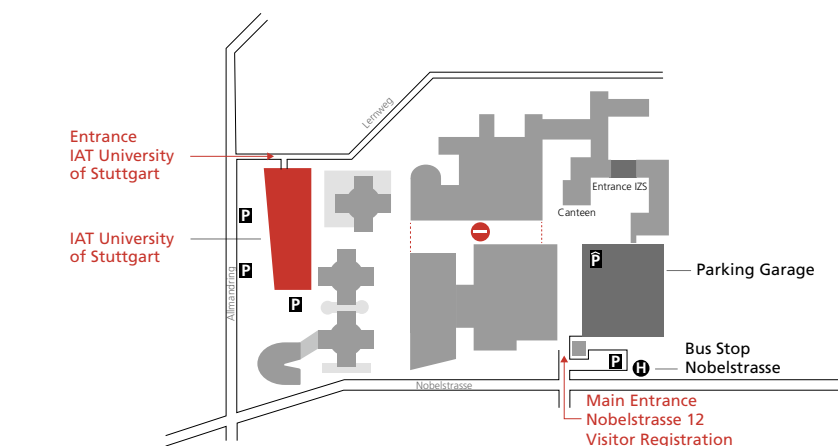 Lernweg
Entrance
IAT University
of Stuttgart
Entrance IZS
Canteen
P
IAT University
of Stuttgart
P
P
Parking Garage
Allmandring
P
Bus Stop
Nobelstrasse
P
H
Nobelstrasse
Main Entrance
Nobelstrasse 12
Visitor Registration